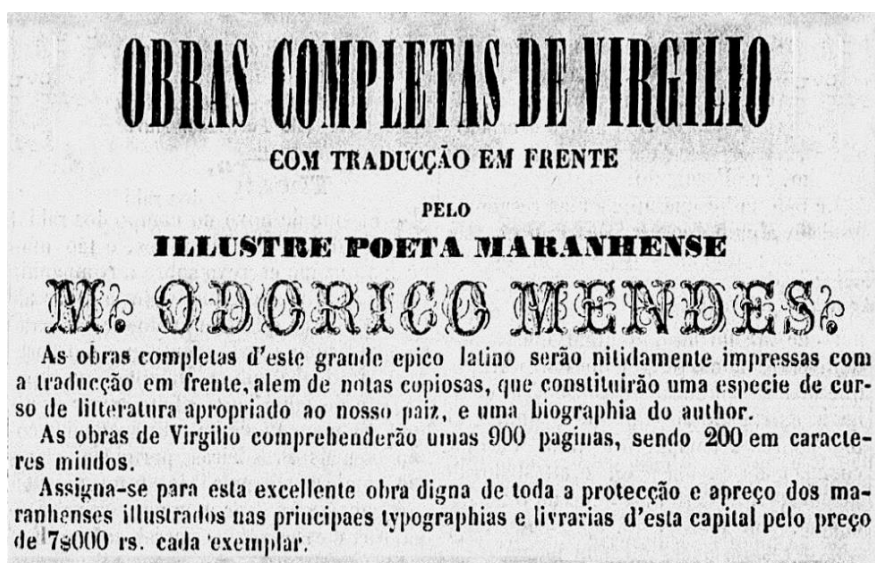 OBRAS COMPLETAS DE VIRGILIO
COM TRADUCÇÃO EM FRENTE
PELO
ILLUSTRE POETA MARANHENSE
M. ODORICO MENDES.
As obras completas d'este grande epico latino serão nitidamente impressas com
a traducção em frente, alem de notas copiosas, que constituirão uma especie de cur-
so de litteratura apropriado ao nosso paiz, e uma biographia do author.
As obras de Virgilio comprehenderão umas 900 paginas, sendo 200 em caracte-
res miudos.
Assigna-se para esta excellente obra digna de toda a protecção e apreço dos ma-
ranhenses illustrados nas principaes typographias e livrarias d'esta capital pelo preço
de 7$000 rs. cada exemplar.